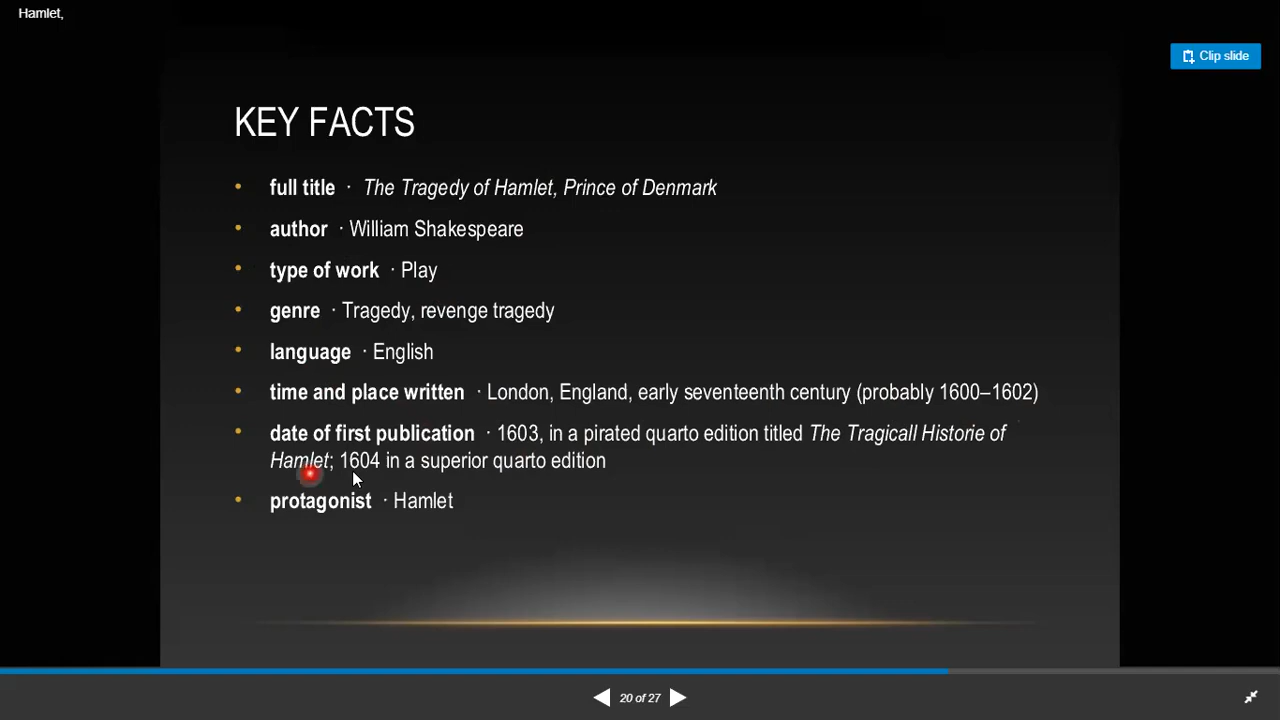 Hamlet,
Clip slide
KEY FACTS
• full title · The Tragedy of Hamlet, Prince of Denmark
• author · William Shakespeare
• type of work · Play
• genre · Tragedy, revenge tragedy
• language · English
• time and place written · London, England, early seventeenth century (probably 1600–1602)
• date of first publication · 1603, in a pirated quarto edition titled The Tragicall Historie of
Hamlet; 1604 in a superior quarto edition
• protagonist · Hamlet
20 of 27